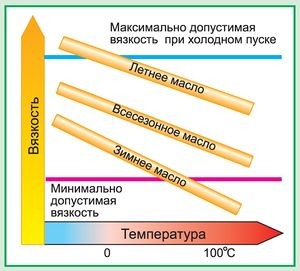 Максимально допустимая
вязкость при холодном пуске
Летнее масло
Всесезонное масло
Зимнее масло
Вязкость
Минимально
допустимая
вязкость
Температура
0
100°C